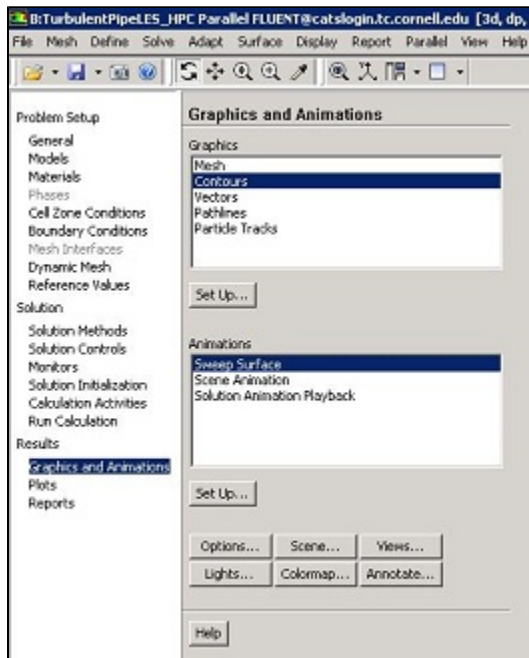 B:TurbulentPipeLES_HPC Parallel FLUENT@catslogin.tc.cornell.edu [3d, dp,
File Mesh Define Solve Adapt Surface Display Report Parallel View Help
Problem Setup
General
Models
Materials
Phases
Cell Zone Conditions
Boundary Conditions
Mesh Interfaces
Dynamic Mesh
Reference Values
Solution
Solution Methods
Solution Controls
Monitors
Solution Initialization
Calculation Activities
Run Calculation
Results
Graphics and Animations
Plots
Reports
Graphics and Animations
Graphics
Mesh
Contours
Vectors
Pathlines
Particle Tracks
Set Up...
Animations
Sweep Surface
Scene Animation
Solution Animation Playback
Set Up...
Options... Scene... Views...
Lights... Colormap... Annotate...
Help